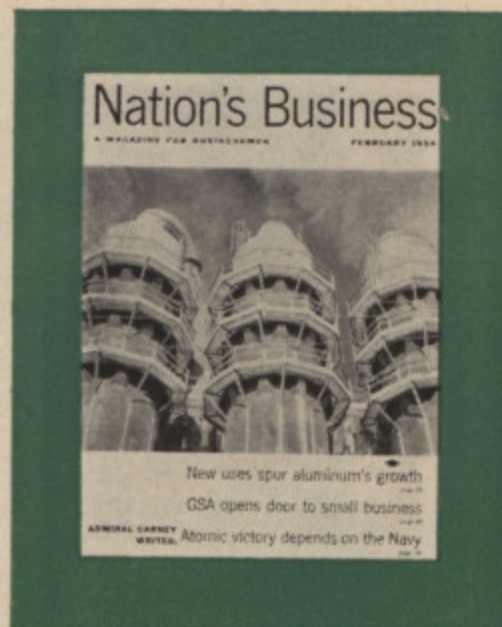 Nation's Business
A MAGAZINE FOR BUSINESSMEN FEBRUARY 1954
New uses spur aluminum's growth
GSA opens door to small business
ADMIRAL CARNEY
WRITES: Atomic victory depends on the Navy